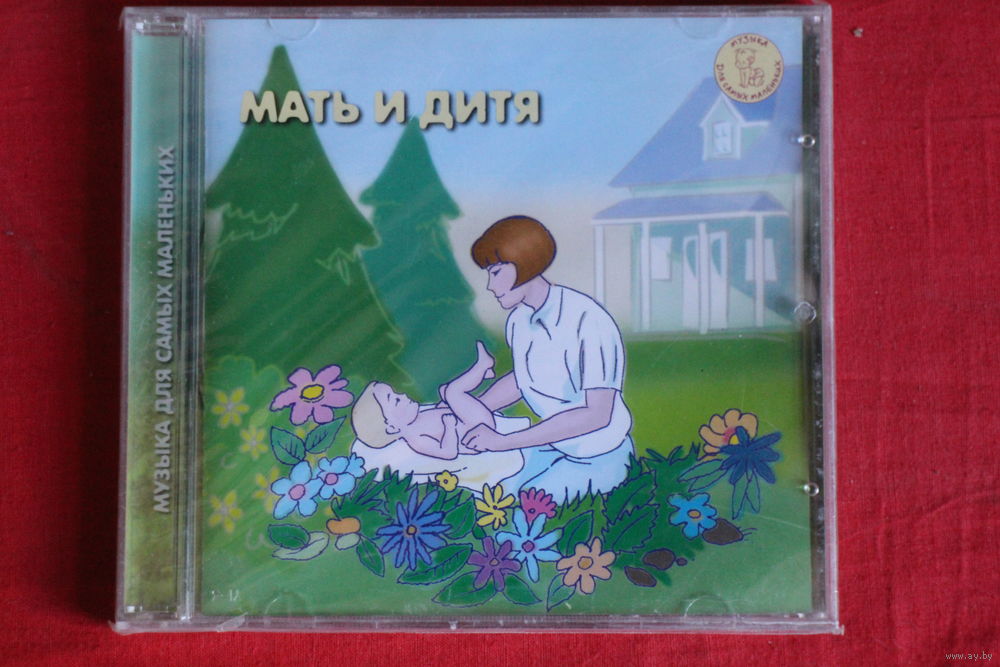 МАТЬ И ДИТЯ
МУЗЫКА
ДЛЯ САМЫХ МАЛЕНЬКИХ
МУЗЫКА ДЛЯ САМЫХ МАЛЕНЬКИХ
www.ay.by